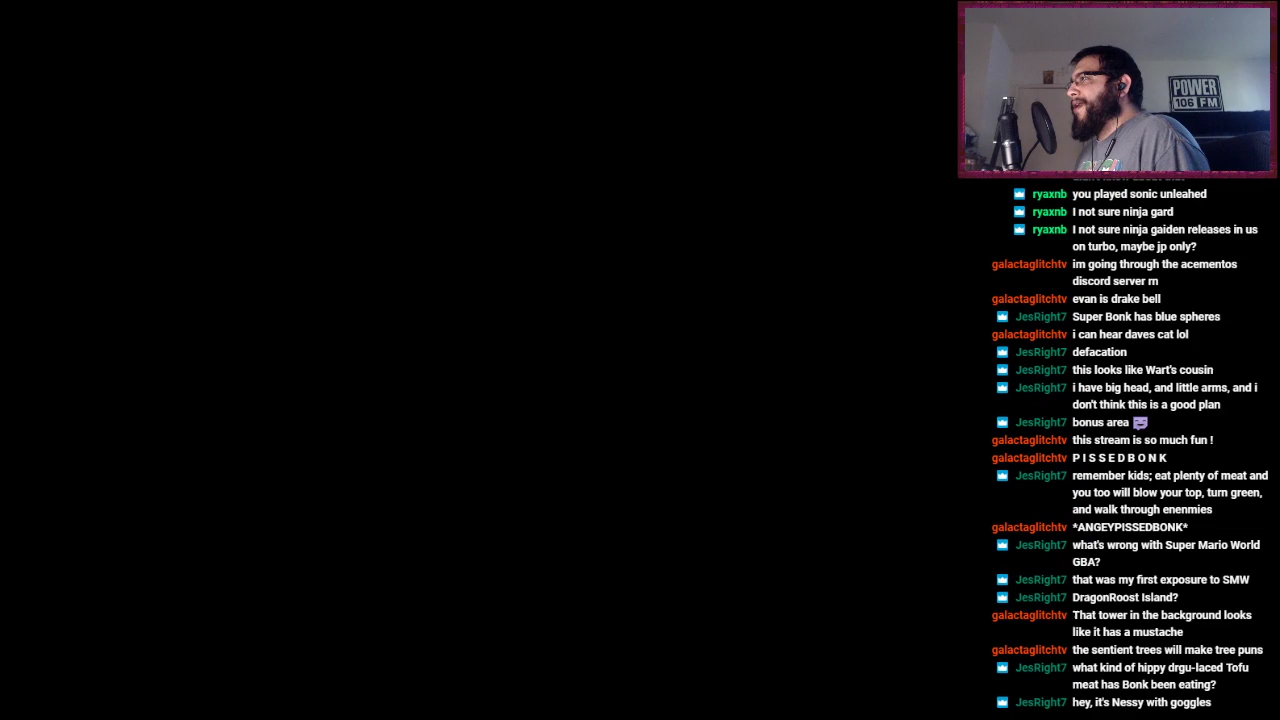 POWER
106 FM
ryaxnb you played sonic unleahed
ryaxnb I not sure ninja gard
ryaxnb I not sure ninja gaiden releases in us
on turbo, maybe jp only?
galactaglitchtv im going through the acementos
discord server rn
galactaglitchtv evan is drake bell
JesRight7 Super Bonk has blue spheres
galactaglitchtv i can hear daves cat lol
JesRight7 defacation
JesRight7 this looks like Wart's cousin
JesRight7 i have big head, and little arms, and i
don't think this is a good plan
JesRight7 bonus area
galactaglitchtv this stream is so much fun !
galactaglitchtv P I S S E D B O N K
JesRight7 remember kids; eat plenty of meat and
you too will blow your top, turn green,
and walk through enenmies
galactaglitchtv *ANGEYPISSEDBONK*
JesRight7 what's wrong with Super Mario World
GBA?
JesRight7 that was my first exposure to SMW
JesRight7 DragonRoost Island?
galactaglitchtv That tower in the background looks
like it has a mustache
galactaglitchtv the sentient trees will make tree puns
JesRight7 what kind of hippy drgu-laced Tofu
meat has Bonk been eating?
JesRight7 hey, it's Nessy with goggles